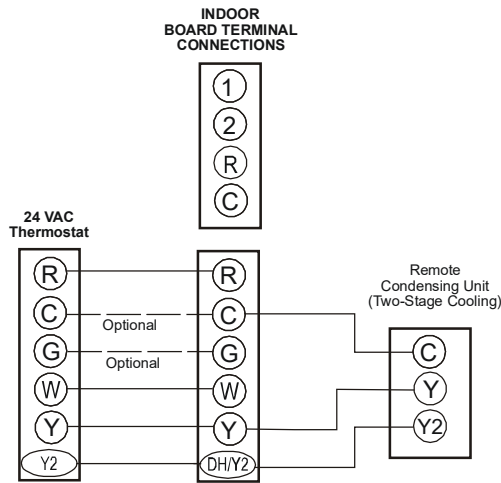 INDOOR
BOARD TERMINAL
CONNECTIONS
1
2
R
C
24 VAC
Thermostat
R
C
G
W
Y
Y2
Optional
Optional
R
C
G
W
Y
DH/Y2
Remote
Condensing Unit
(Two-Stage Cooling)
C
Y
Y2